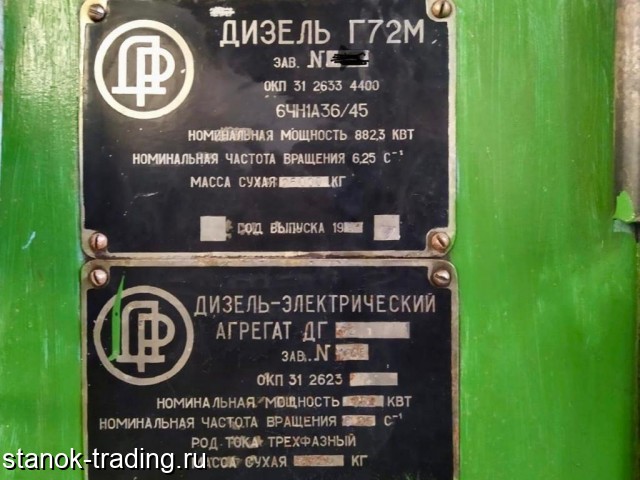 ДИЗЕЛЬ Г72М
ЗАВ. N
ОКП 31 2633 4400
6ЧН1А36/45
НОМИНАЛЬНАЯ МОЩНОСТЬ 882,3 КВТ
НОМИНАЛЬНАЯ ЧАСТОТА ВРАЩЕНИЯ 6,25 С⁻¹
МАССА СУХАЯ КГ
ГОД ВЫПУСКА 19
ДИЗЕЛЬ-ЭЛЕКТРИЧЕСКИЙ
АГРЕГАТ ДГ
ЗАВ. N
ОКП 31 2623
НОМИНАЛЬНАЯ МОЩНОСТЬ КВТ
НОМИНАЛЬНАЯ ЧАСТОТА ВРАЩЕНИЯ С⁻¹
РОД ТОКА ТРЕХФАЗНЫЙ
МАССА СУХАЯ КГ
stanok-trading.ru